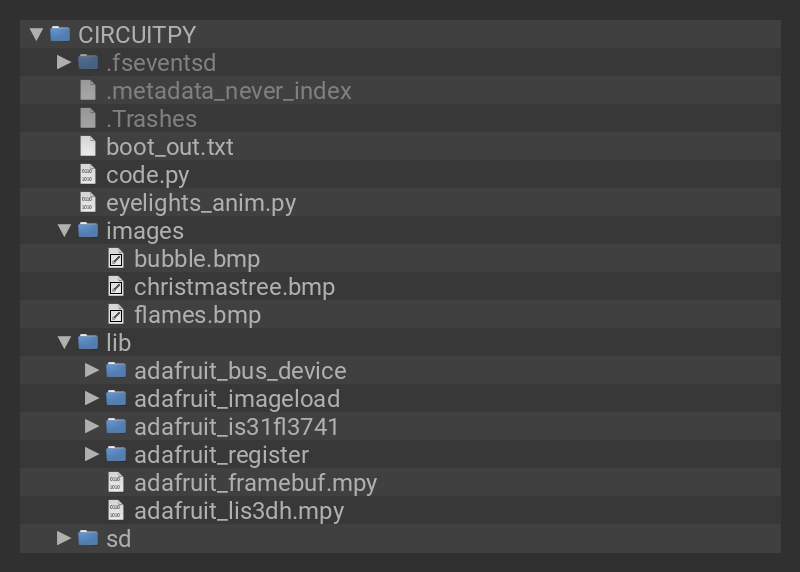 CIRCUITPY
.fseventsd
.metadata_never_index
.Trashes
boot_out.txt
code.py
eyelights_anim.py
images
bubble.bmp
christmastree.bmp
flames.bmp
lib
adafruit_bus_device
adafruit_imageload
adafruit_is31fl3741
adafruit_register
adafruit_framebuf.mpy
adafruit_lis3dh.mpy
sd